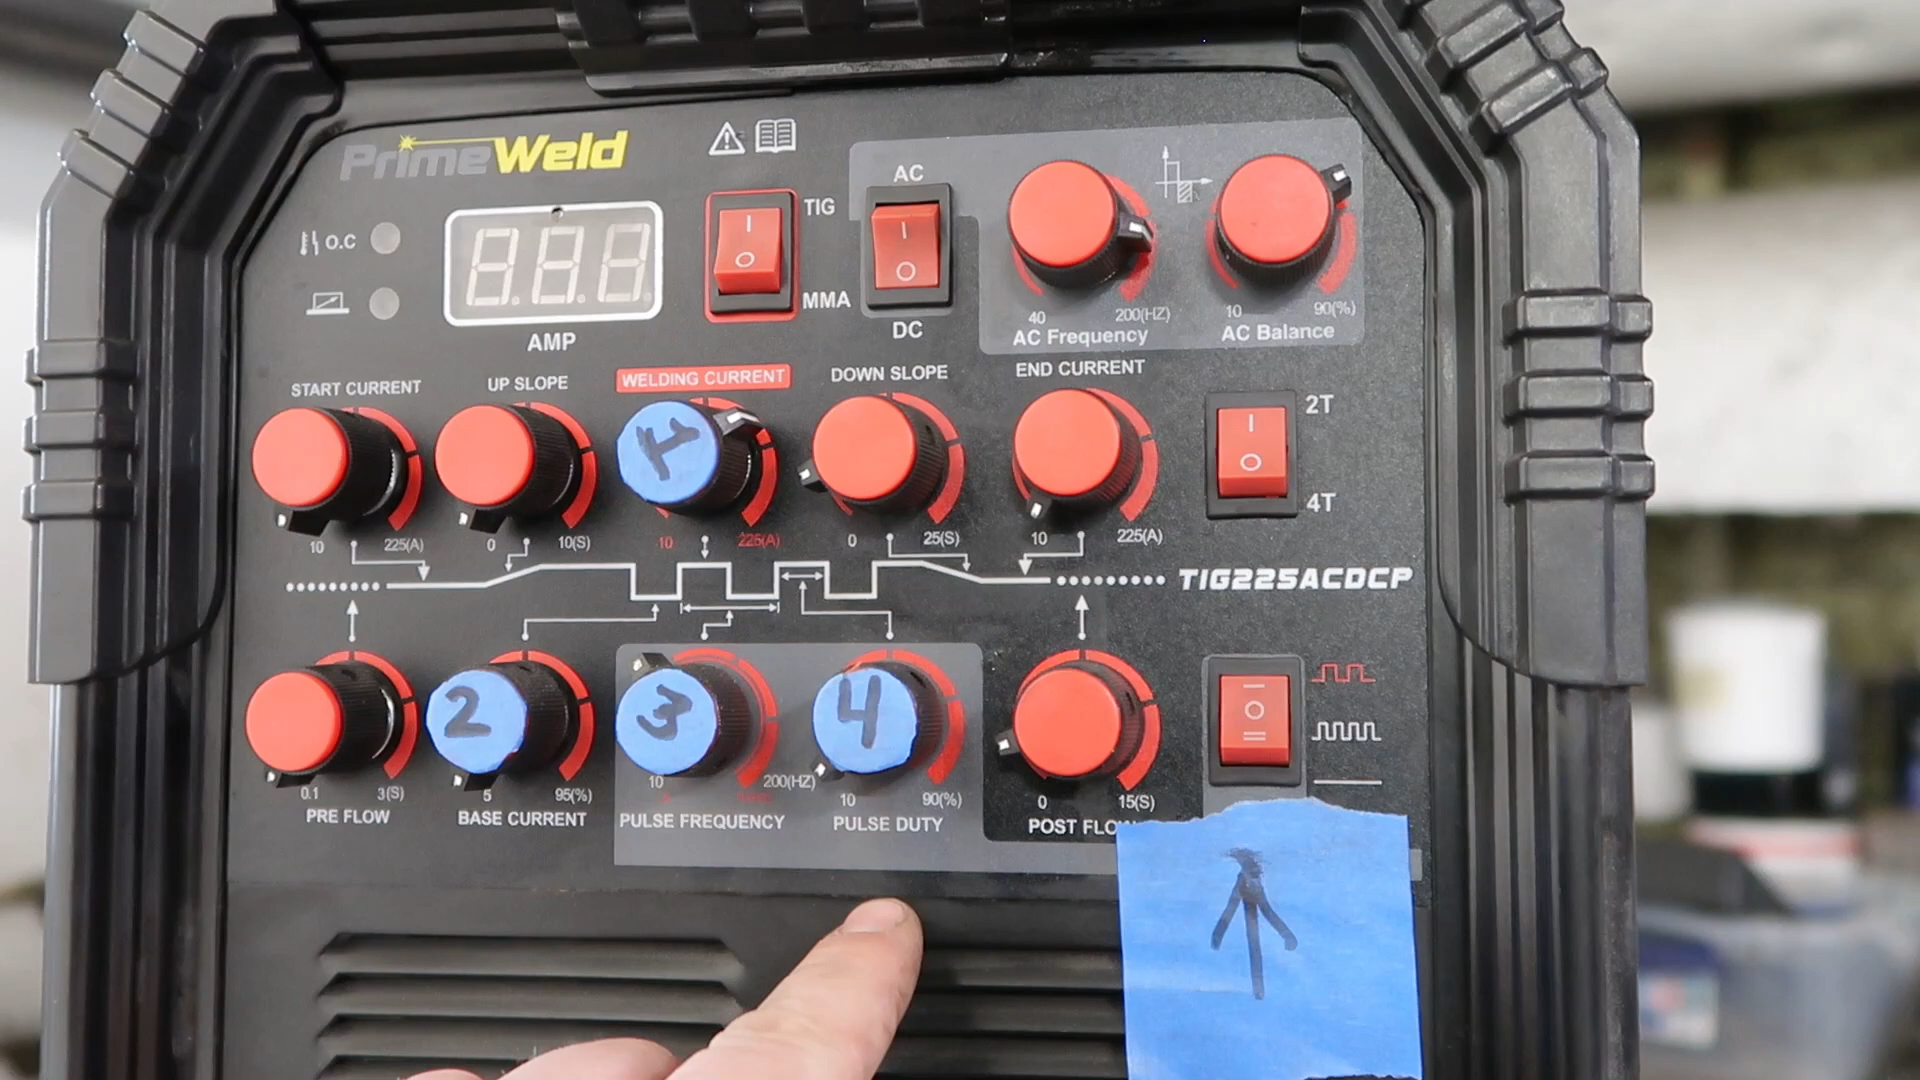 PrimeWeld
AC
TIG
O.C
MMA
AMP
DC
40
200(HZ)
10
90(%)
AC Frequency
AC Balance
START CURRENT
UP SLOPE
WELDING CURRENT
DOWN SLOPE
END CURRENT
2T
4T
1
10
225(A)
0
10(S)
10
225(A)
0
25(S)
10
225(A)
TIG225ACDCP
2
3
4
0.1
3(S)
5
95(%)
10
200(HZ)
10
90(%)
0
15(S)
PRE FLOW
BASE CURRENT
PULSE FREQUENCY
PULSE DUTY
POST FLOW